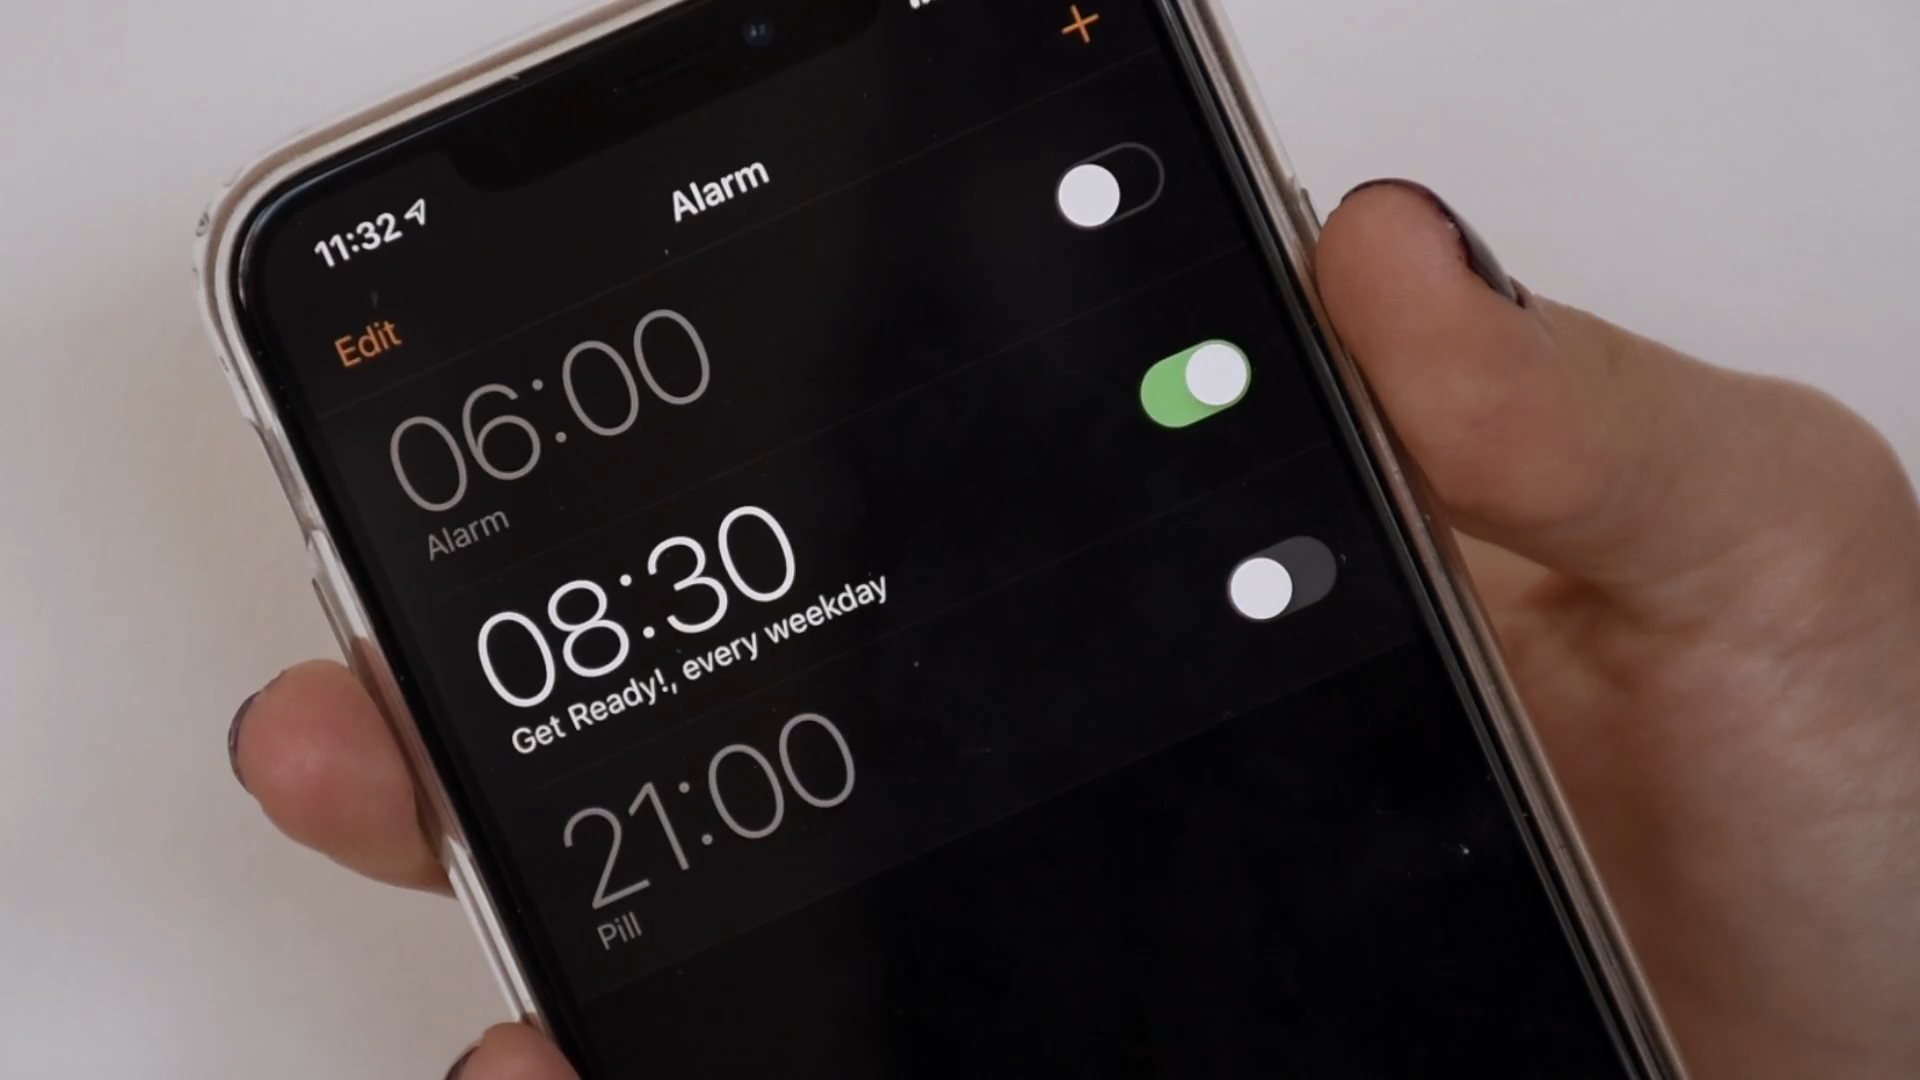 11:32
Alarm
Edit
+
06:00
Alarm
08:30
Get Ready!, every weekday
21:00
Pill